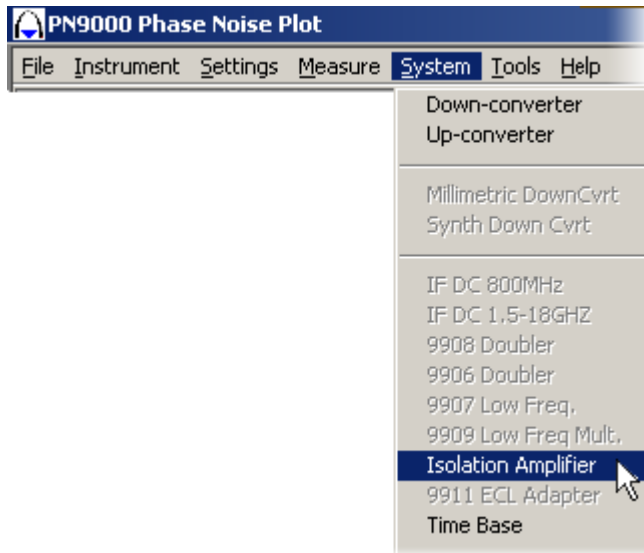 PN9000 Phase Noise Plot
File Instrument Settings Measure System Tools Help
Down-converter
Up-converter
Millimetric DownCvrt
Synth Down Cvrt
IF DC 800MHz
IF DC 1.5-18GHZ
9908 Doubler
9906 Doubler
9907 Low Freq.
9909 Low Freq Mult.
Isolation Amplifier
9911 ECL Adapter
Time Base